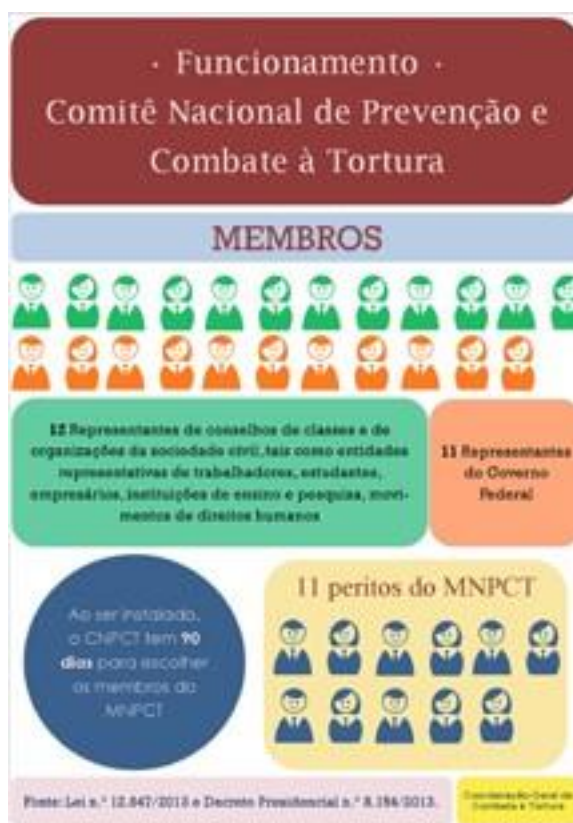 · Funcionamento ·
Comitê Nacional de Prevenção e
Combate à Tortura
MEMBROS
12 Representantes de conselhos de classes e de
organizações da sociedade civil, tais como entidades
representativas de trabalhadores, estudantes,
empresários, instituições de ensino e pesquisa, movi-
mentos de direitos humanos
11 Representantes
do Governo
Federal
Ao ser instalado,
o CNPCT tem 90
dias para escolher
os membros do
MNPCT
11 peritos do MNPCT
Fonte: Lei n.º 12.847/2013 e Decreto Presidencial n.º 8.154/2013.
Coordenação Geral de
Combate à Tortura